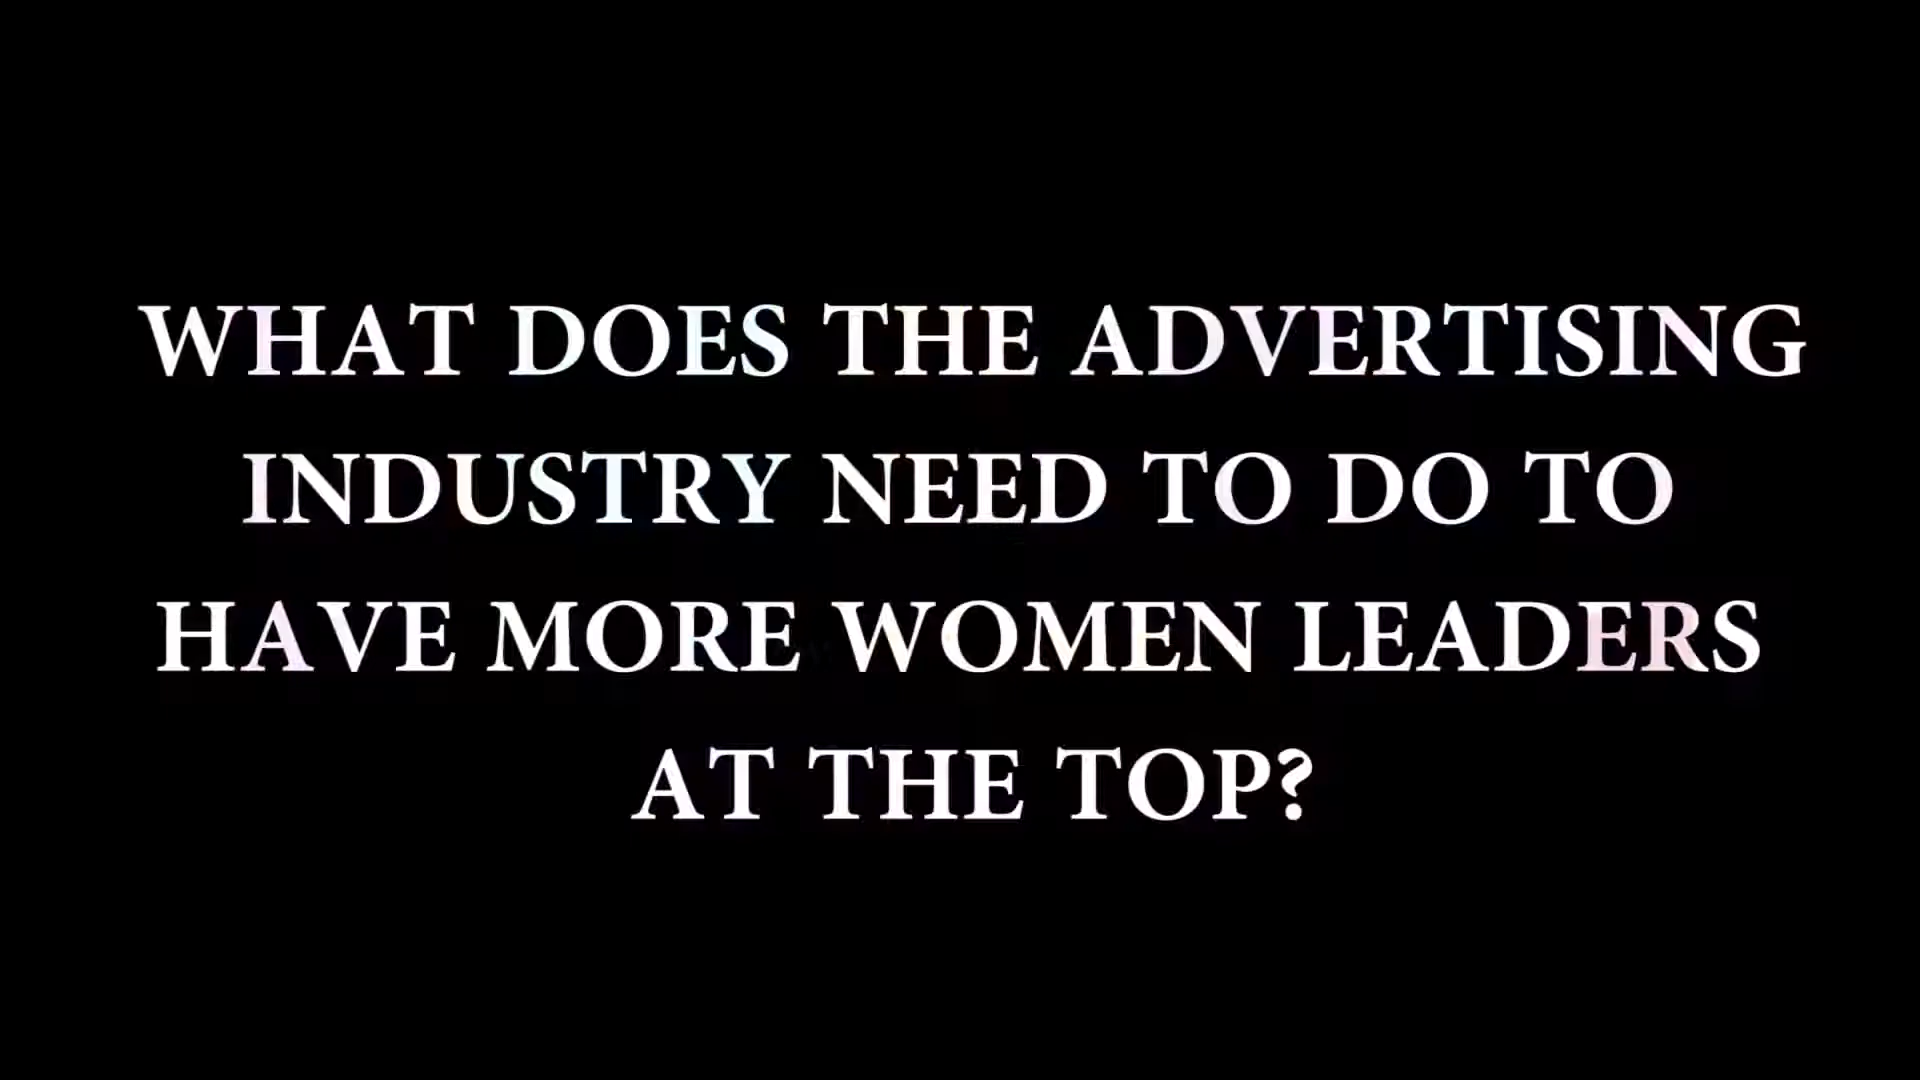 WHAT DOES THE ADVERTISING
INDUSTRY NEED TO DO TO
HAVE MORE WOMEN LEADERS
AT THE TOP?